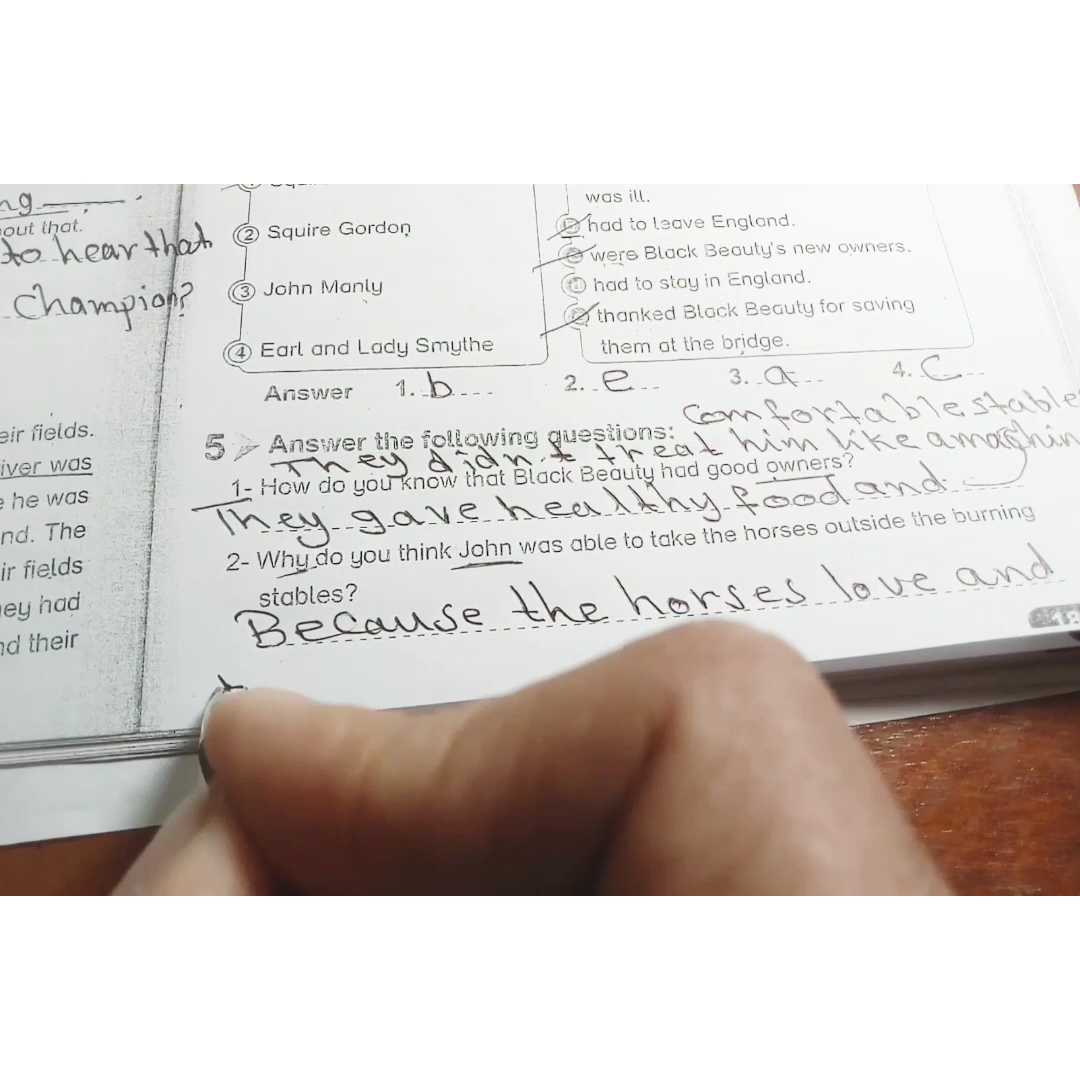 out that.
to hear that
Champion?
eir fields.
iver was
e he was
nd. The
ir fields
ey had
nd their
was ill.
② Squire Gordon
had to leave England.
were Black Beauty's new owners.
③ John Manly
had to stay in England.
thanked Black Beauty for saving
④ Earl and Lady Smythe
them at the bridge.
Answer 1. b 2. e 3. a 4. c
Comfortable stable
5 Answer the following questions:
They didn't treat him like a mashin
1- How do you know that Black Beauty had good owners?
They gave healthy food and
2- Why do you think John was able to take the horses outside the burning
stables?
Because the horses love and